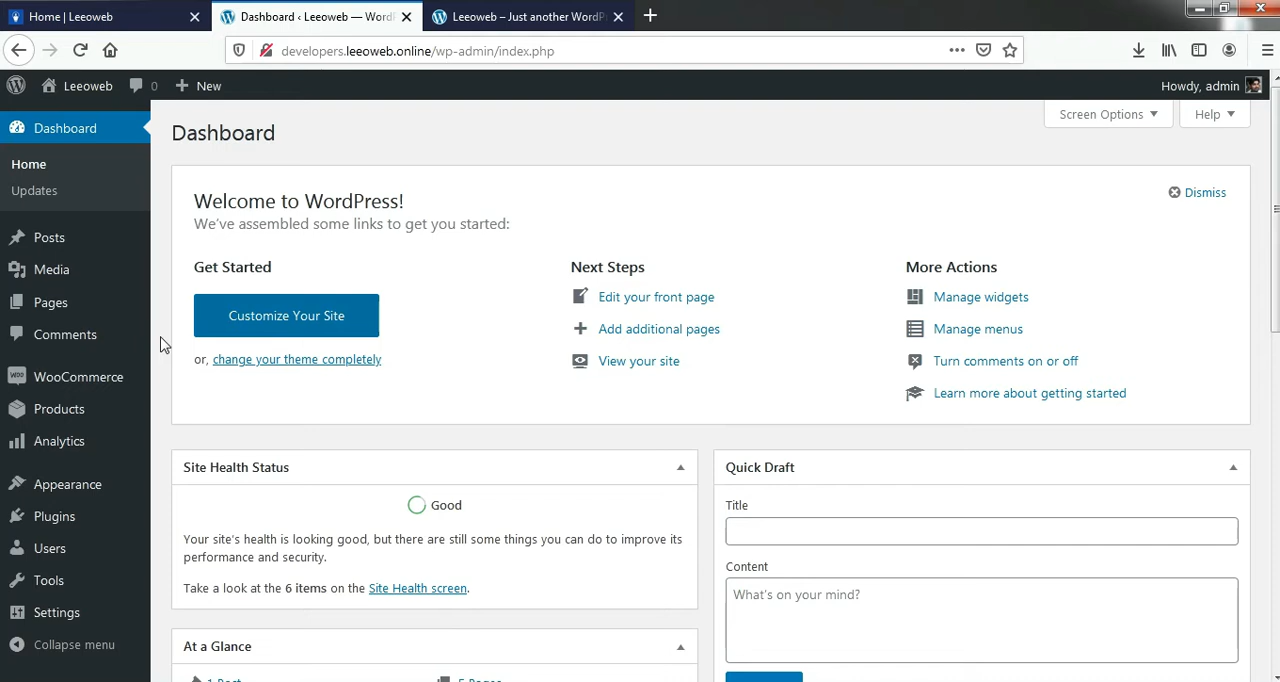 Home | Leeoweb
Dashboard ‹ Leeoweb — WordP
Leeoweb – Just another WordPr
developers.leeoweb.online/wp-admin/index.php
Leeoweb 0 New Howdy, admin
Screen Options Help
Dashboard
Home
Updates
Posts
Media
Pages
Comments
WooCommerce
Products
Analytics
Appearance
Plugins
Users
Tools
Settings
Collapse menu
Dashboard
Welcome to WordPress!
Dismiss
We've assembled some links to get you started:
Get Started
Customize Your Site
or, change your theme completely
Next Steps
Edit your front page
Add additional pages
View your site
More Actions
Manage widgets
Manage menus
Turn comments on or off
Learn more about getting started
Site Health Status
Good
Your site's health is looking good, but there are still some things you can do to improve its
performance and security.
Take a look at the 6 items on the Site Health screen.
At a Glance
1 Post 5 Pages
Quick Draft
Title
Content
What's on your mind?